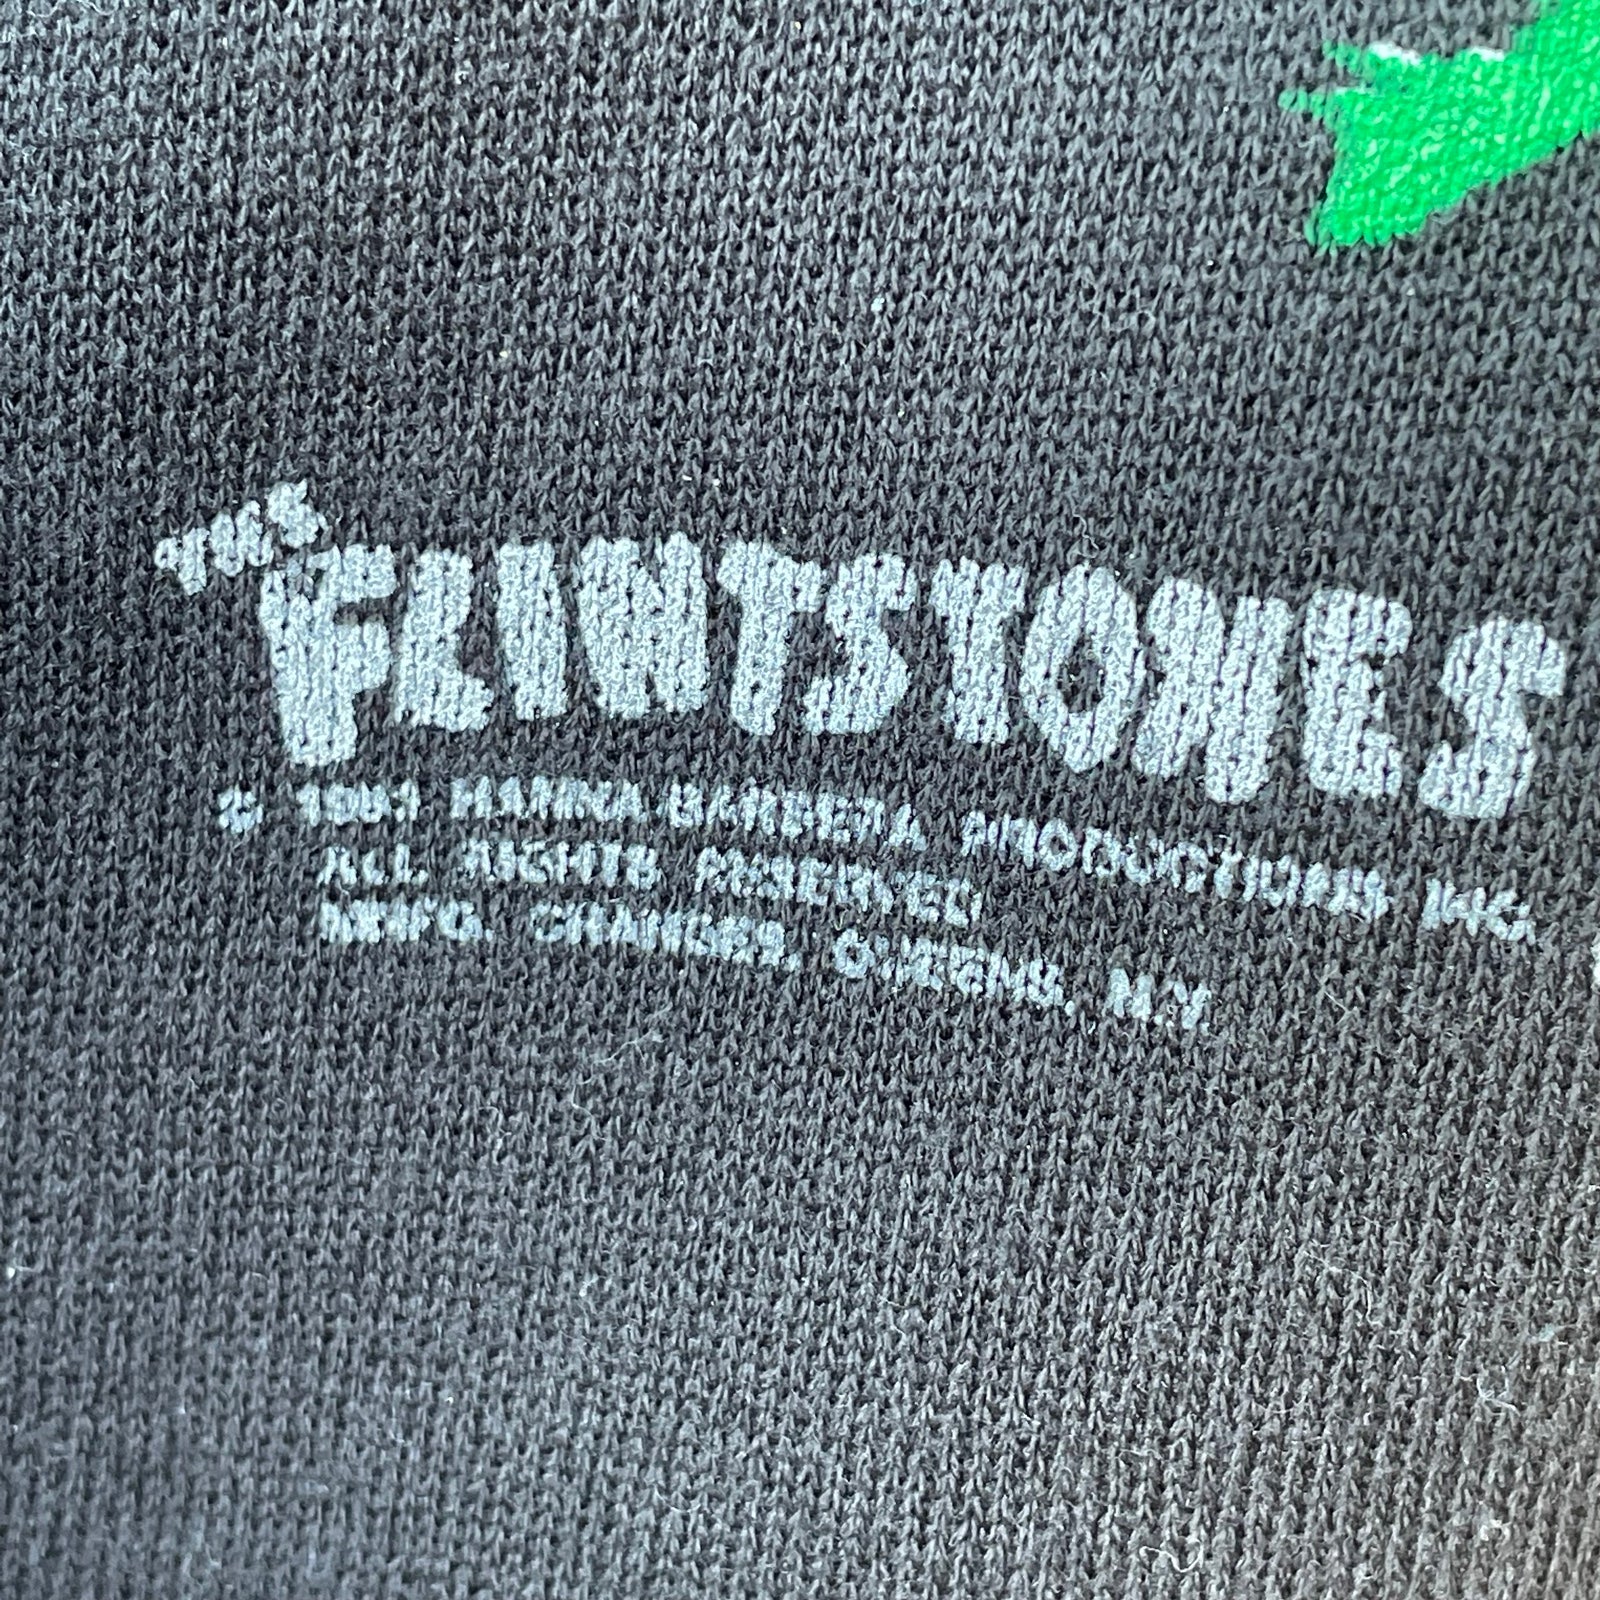 THE FLINTSTONES
© 1991 HANNA-BARBERA PRODUCTIONS INC.
ALL RIGHTS RESERVED
MFG. CHANGES, QUEENS, N.Y.